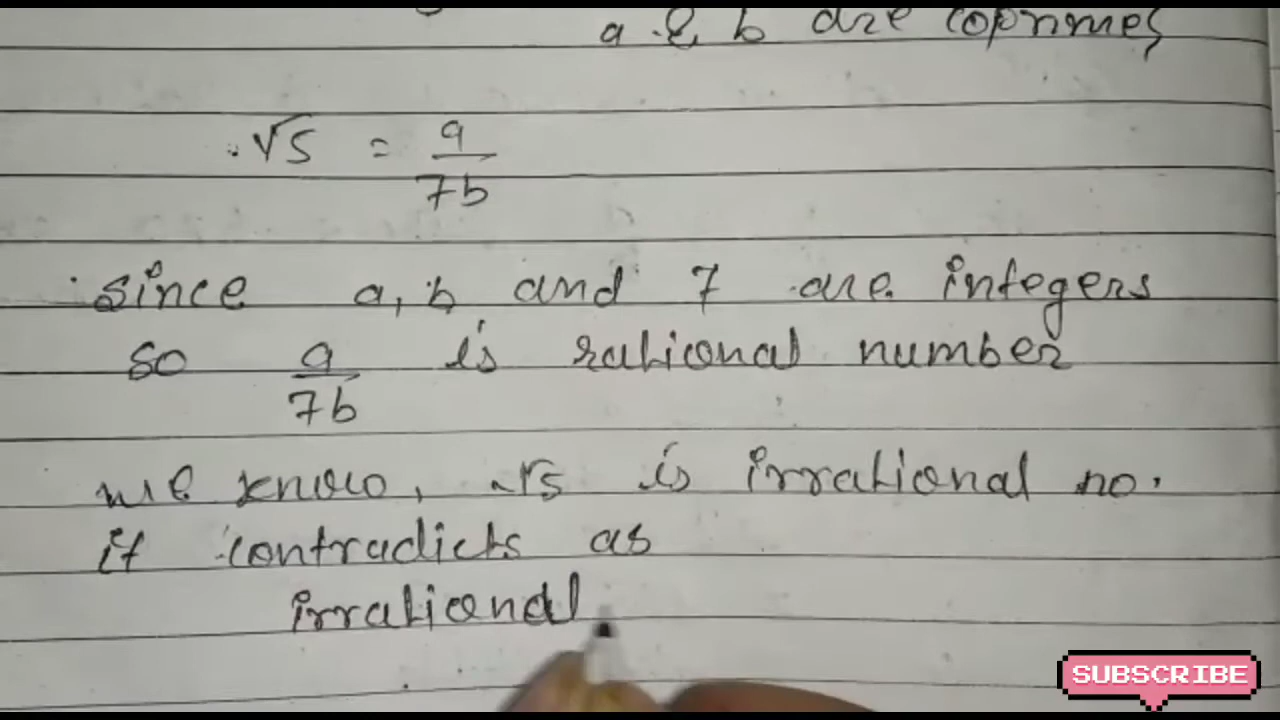 a & b are coprimes
√5 = a/7b
since a, b and 7 are integers
so a/7b is rational number
we know, √5 is irrational no.
it contradicts as
irrational
SUBSCRIBE